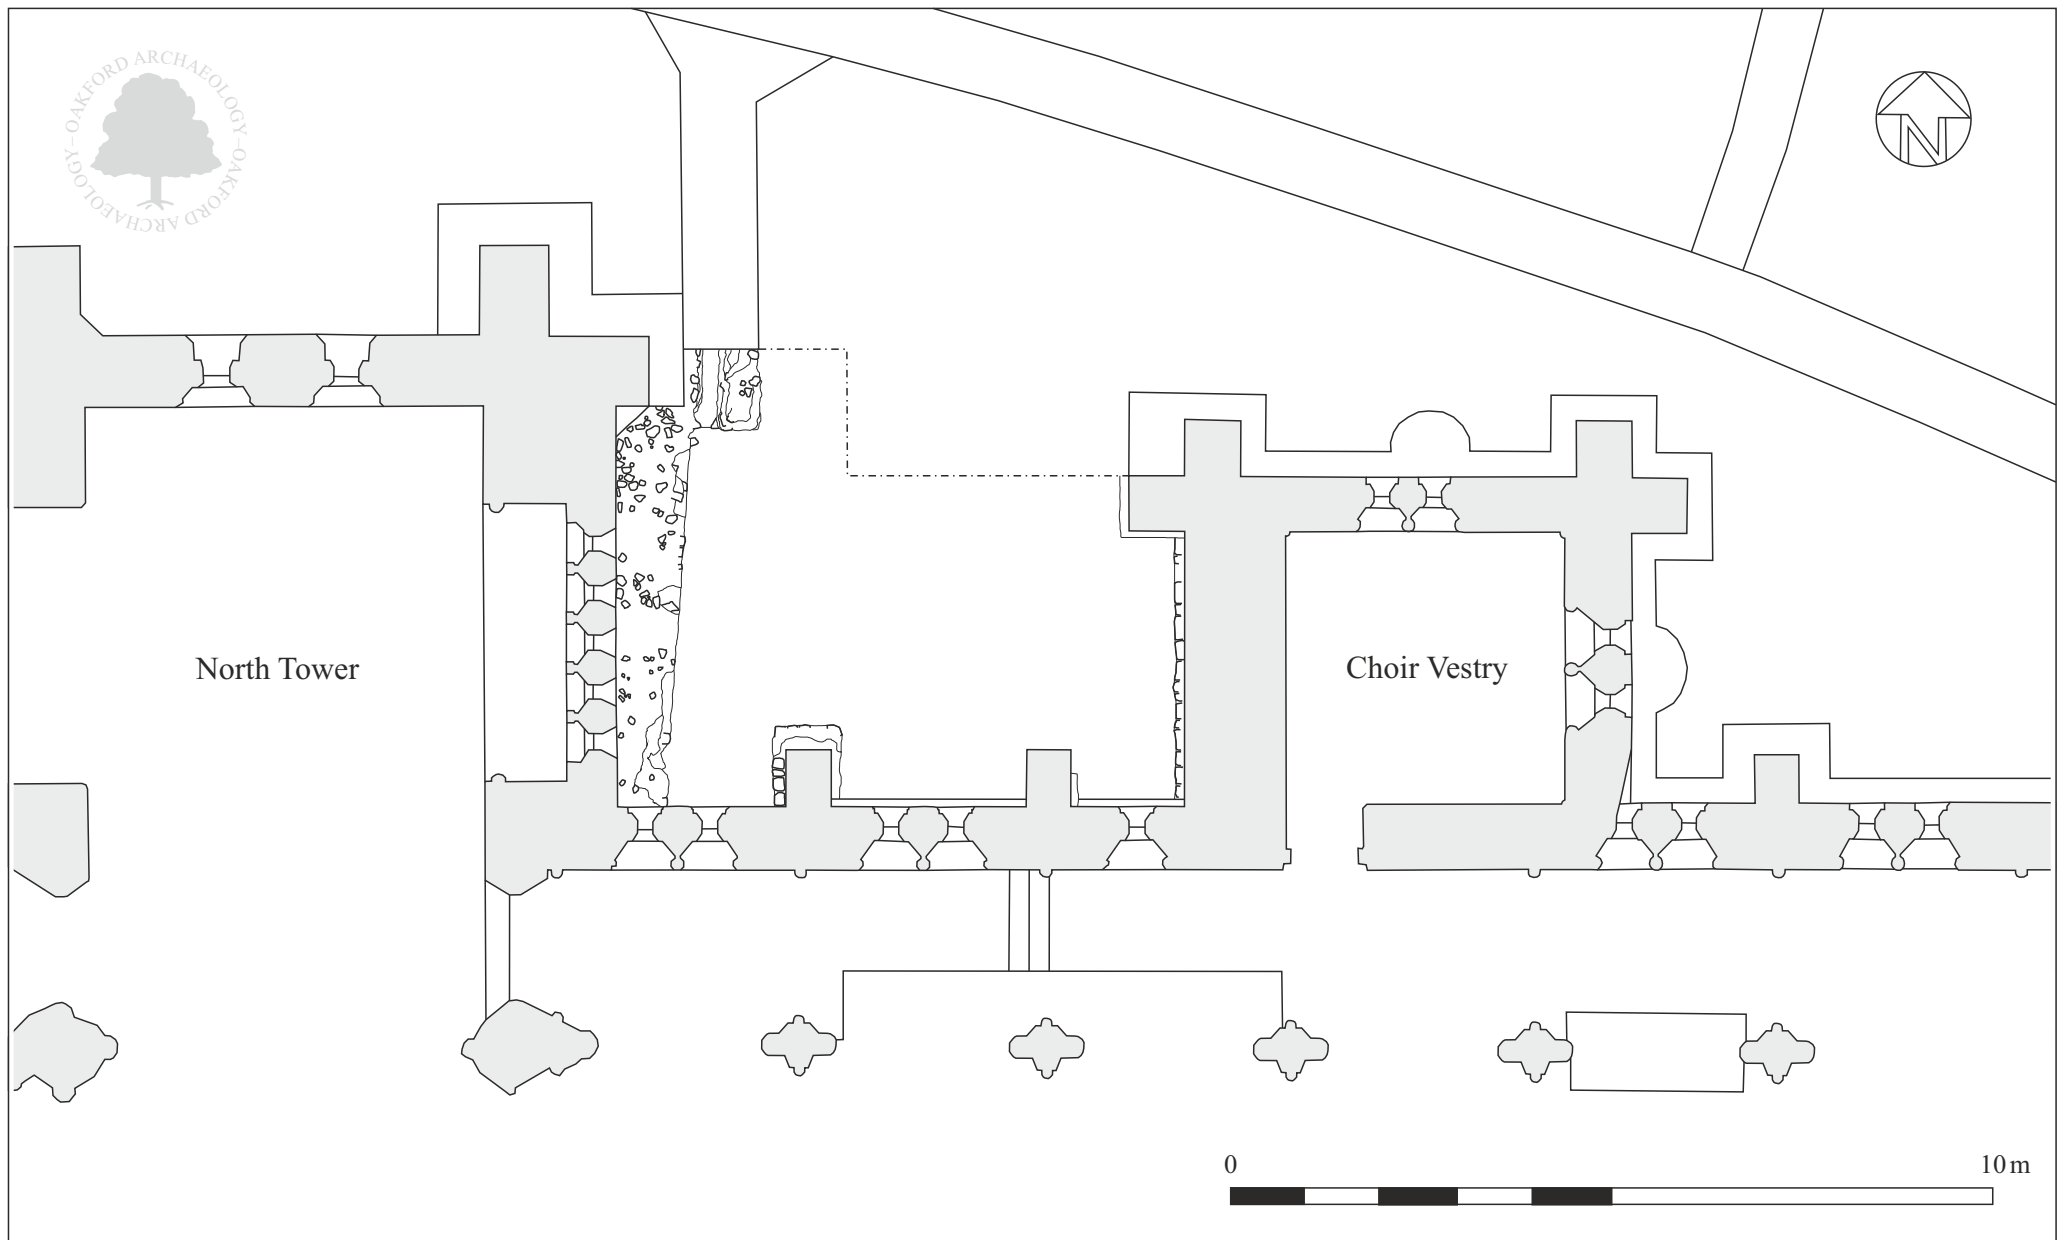 OAKFORD ARCHAEOLOGY–OAKFORD ARCHAEOLOGY–
N
North Tower
Choir Vestry
0 10 m